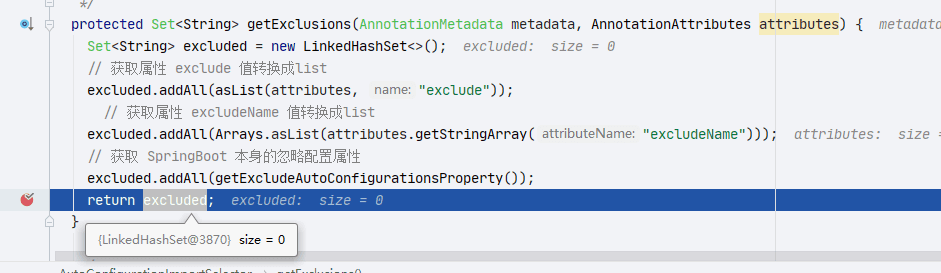 */
protected Set<String> getExclusions(AnnotationMetadata metadata, AnnotationAttributes attributes) { metadata
Set<String> excluded = new LinkedHashSet<>(); excluded: size = 0
// 获取属性 exclude 值转换成list
excluded.addAll(asList(attributes, name: "exclude"));
// 获取属性 excludeName 值转换成list
excluded.addAll(Arrays.asList(attributes.getStringArray( attributeName: "excludeName"))); attributes: size =
// 获取 SpringBoot 本身的忽略配置属性
excluded.addAll(getExcludeAutoConfigurationsProperty());
return excluded; excluded: size = 0
}
{LinkedHashSet@3870} size = 0
AutoConfigurationImportSelector > getExclusions()